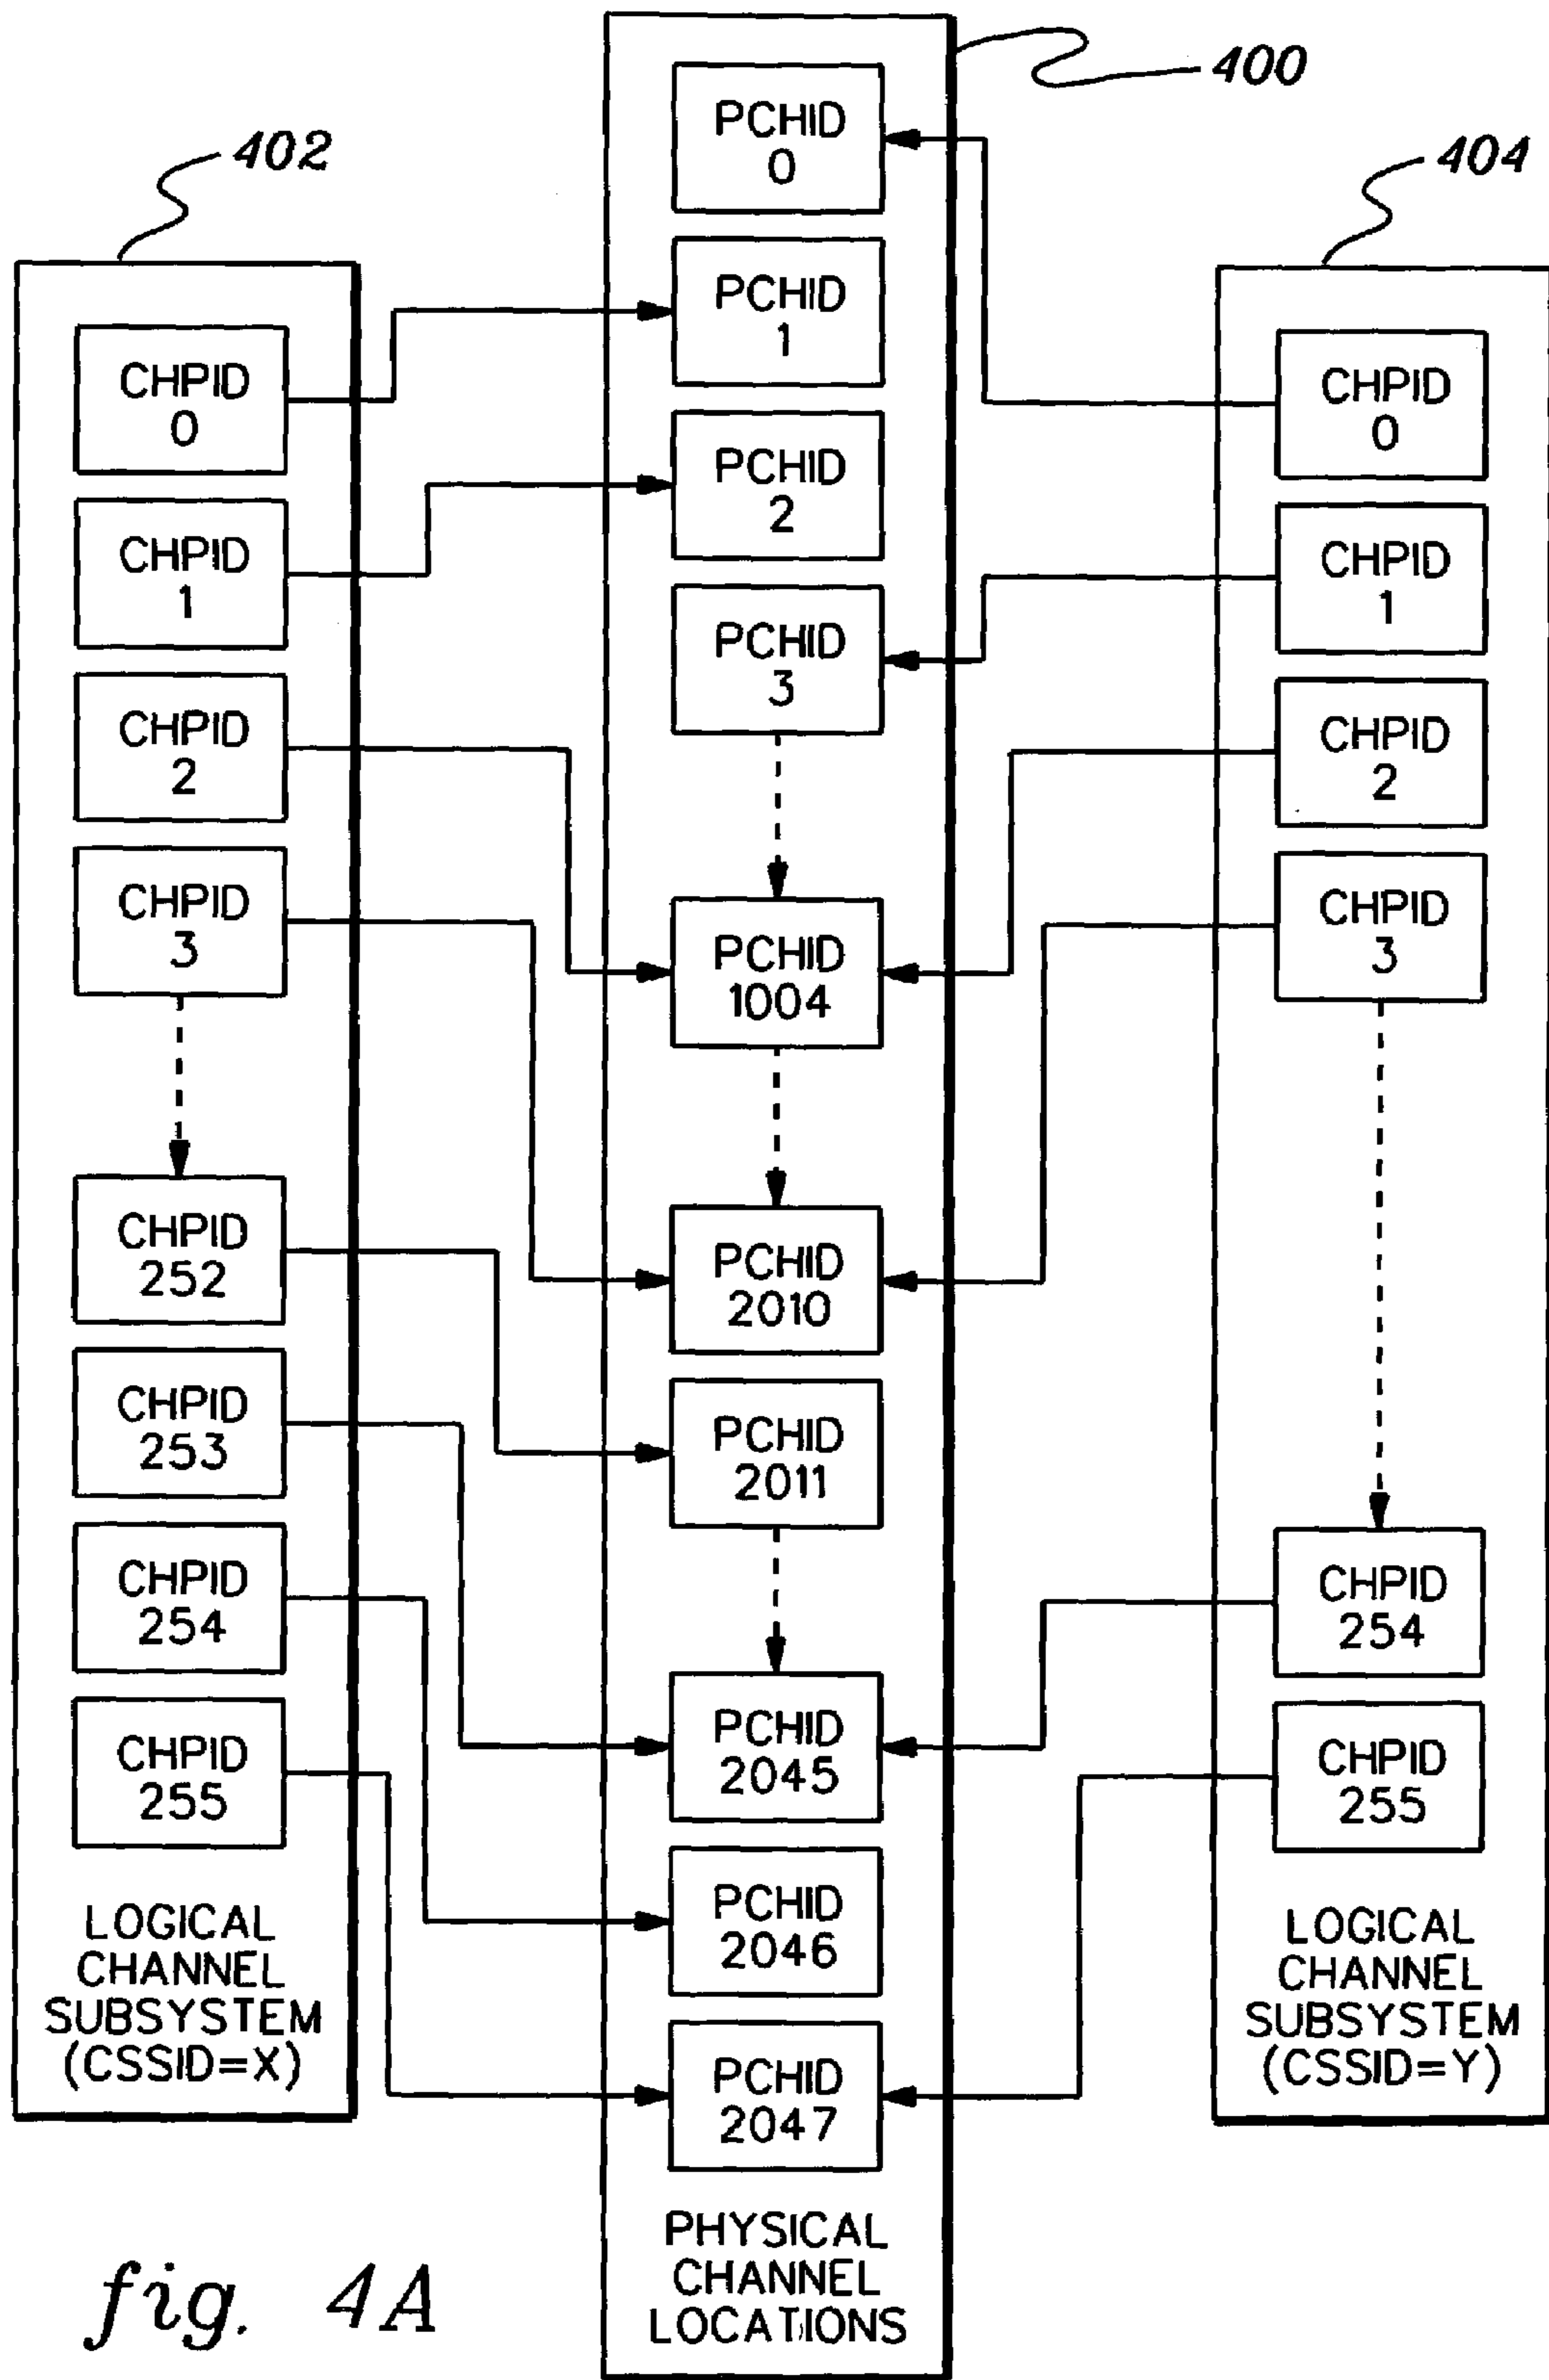 400
402
404
PCHID
0
PCHID
1
PCHID
2
PCHID
3
PCHID
1004
PCHID
2010
PCHID
2011
PCHID
2045
PCHID
2046
PCHID
2047
PHYSICAL
CHANNEL
LOCATIONS
CHPID
0
CHPID
1
CHPID
2
CHPID
3
CHPID
252
CHPID
253
CHPID
254
CHPID
255
LOGICAL
CHANNEL
SUBSYSTEM
(CSSID=X)
CHPID
0
CHPID
1
CHPID
2
CHPID
3
CHPID
254
CHPID
255
LOGICAL
CHANNEL
SUBSYSTEM
(CSSID=Y)
fig. 4A